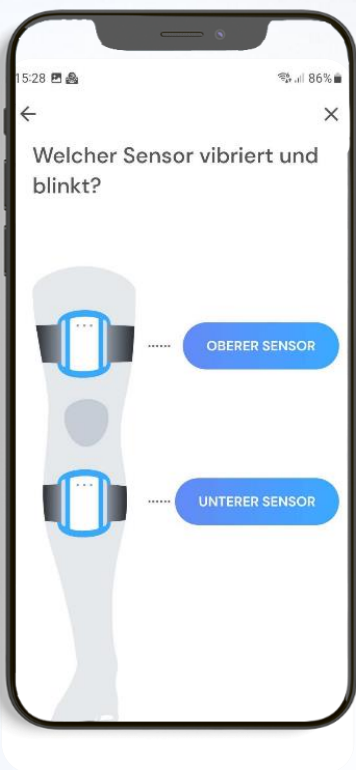 15:28 86%
Welcher Sensor vibriert und
blinkt?
OBERER SENSOR
UNTERER SENSOR